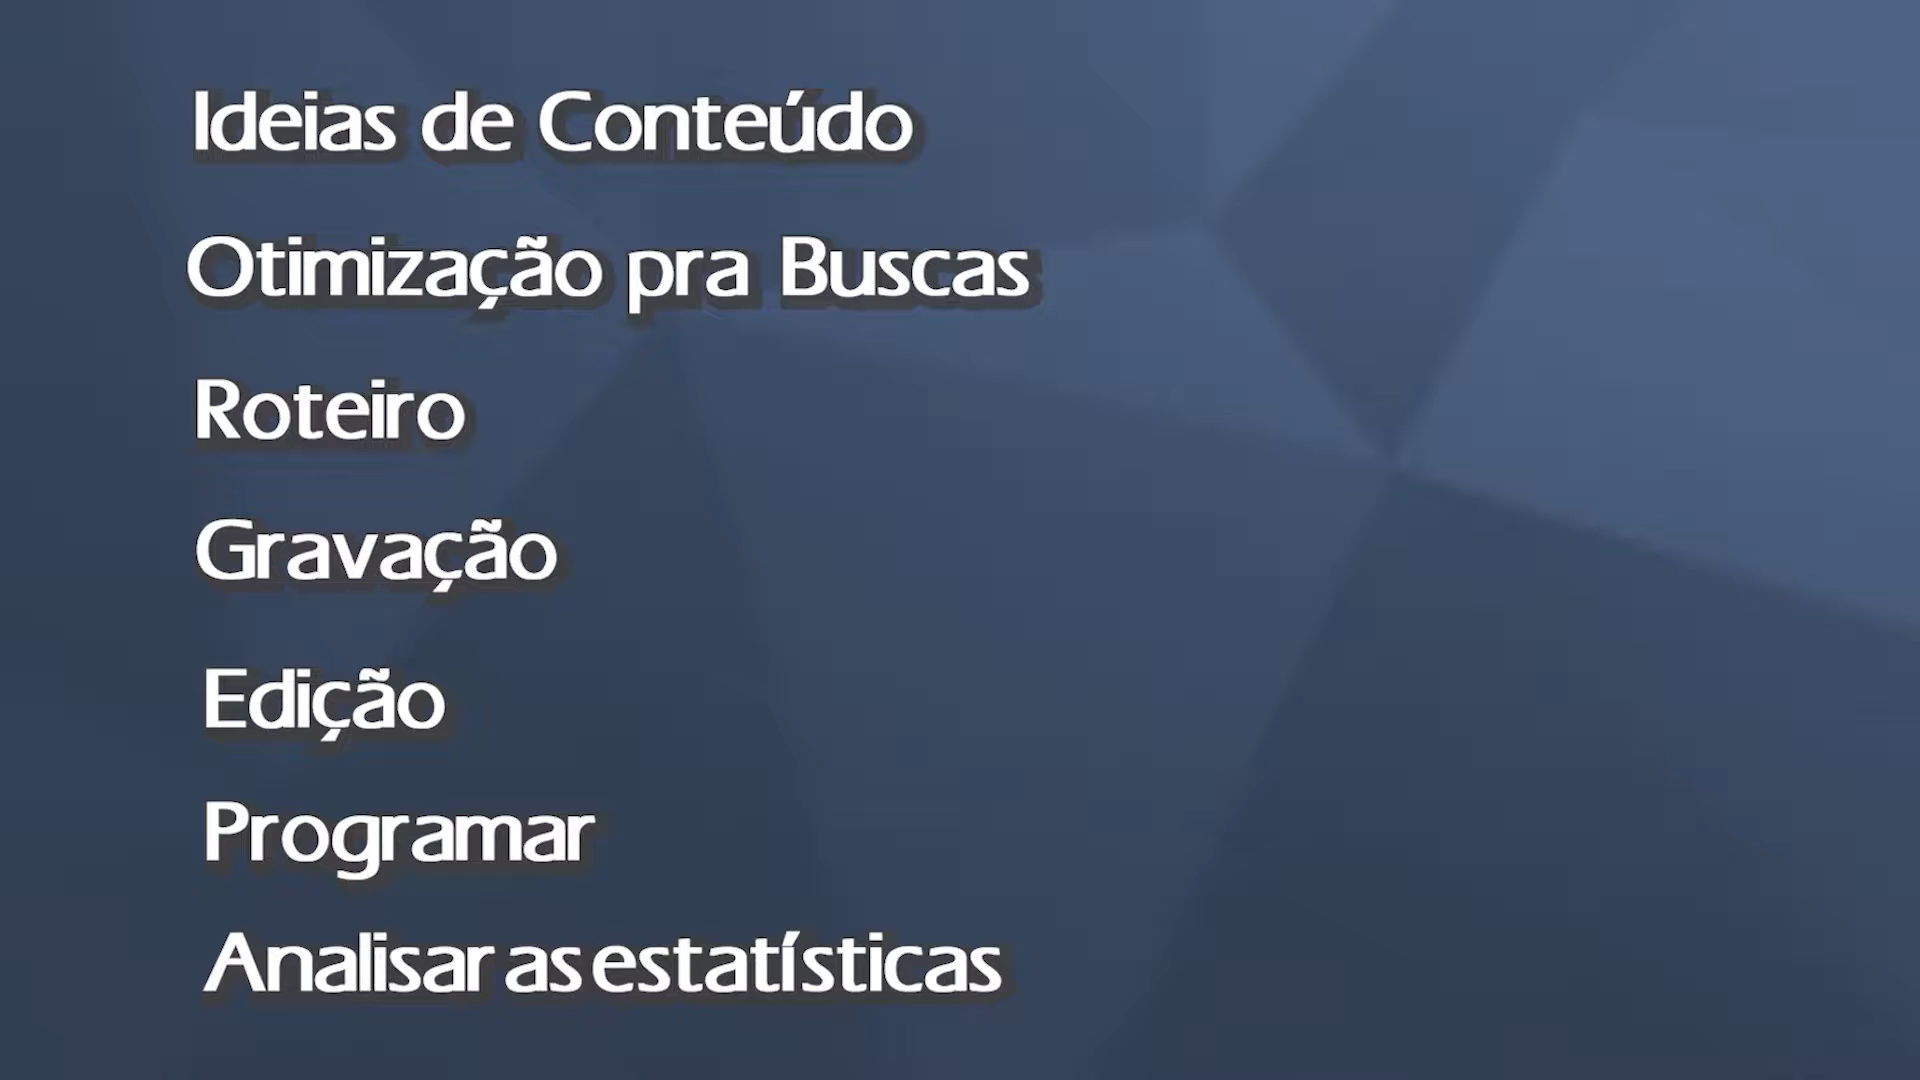 Ideias de Conteúdo
Otimização pra Buscas
Roteiro
Gravação
Edição
Programar
Analisar as estatísticas